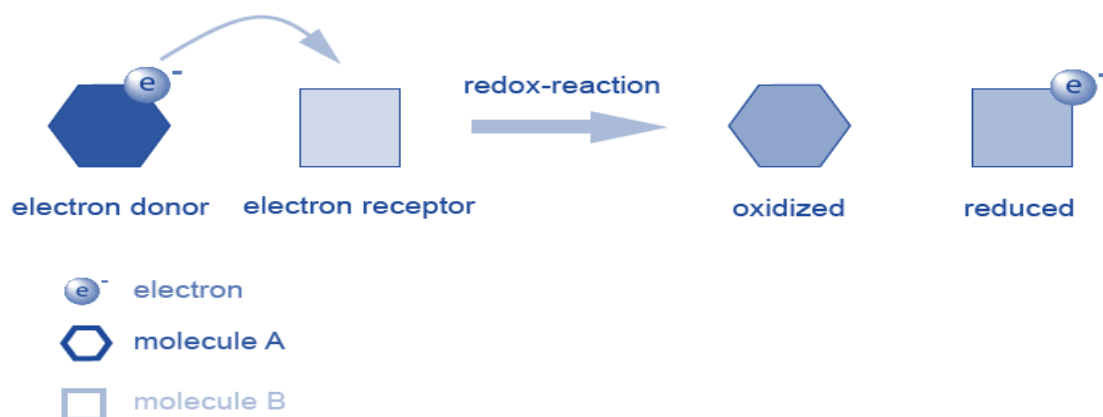 e-
e-
redox-reaction
electron donor
electron receptor
oxidized
reduced
e- electron
molecule A
molecule B